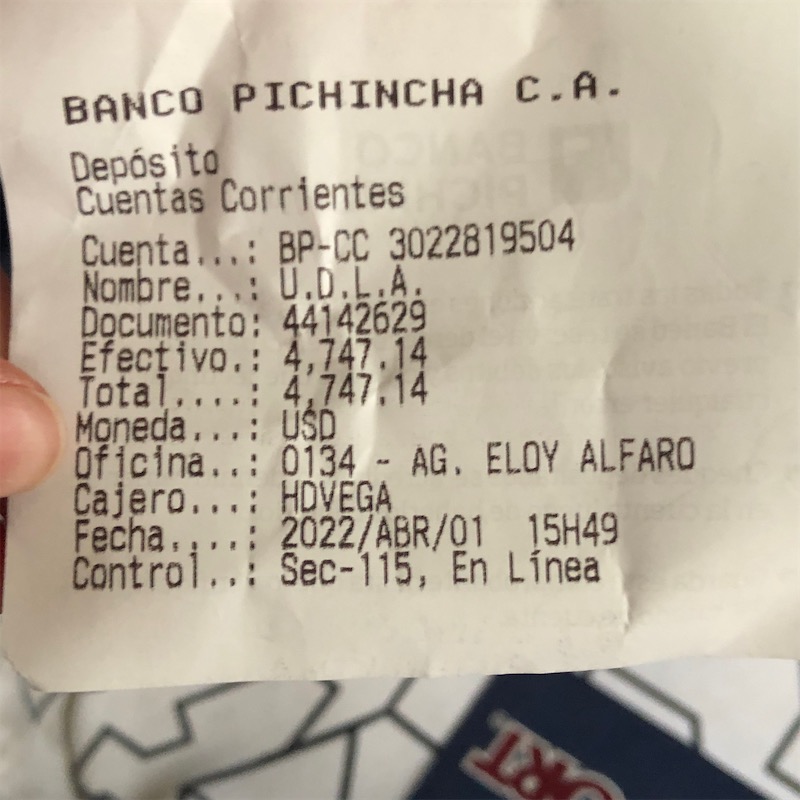 BANCO PICHINCHA C.A.
Depósito
Cuentas Corrientes
Cuenta...: BP-CC 3022819504
Nombre...: U.D.L.A.
Documento: 44142629
Efectivo.: 4,747.14
Total....: 4,747.14
Moneda...: USD
Oficina..: 0134 - AG. ELOY ALFARO
Cajero...: HDVEGA
Fecha....: 2022/ABR/01 15H49
Control..: Sec-115, En Línea